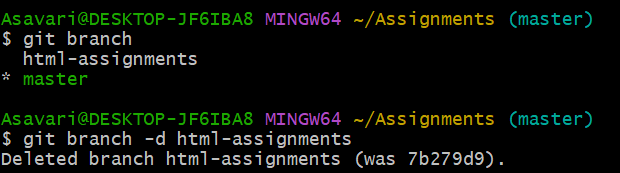 Asavari@DESKTOP-JF6IBA8 MINGW64 ~/Assignments (master)
$ git branch
  html-assignments
* master
Asavari@DESKTOP-JF6IBA8 MINGW64 ~/Assignments (master)
$ git branch -d html-assignments
Deleted branch html-assignments (was 7b279d9).